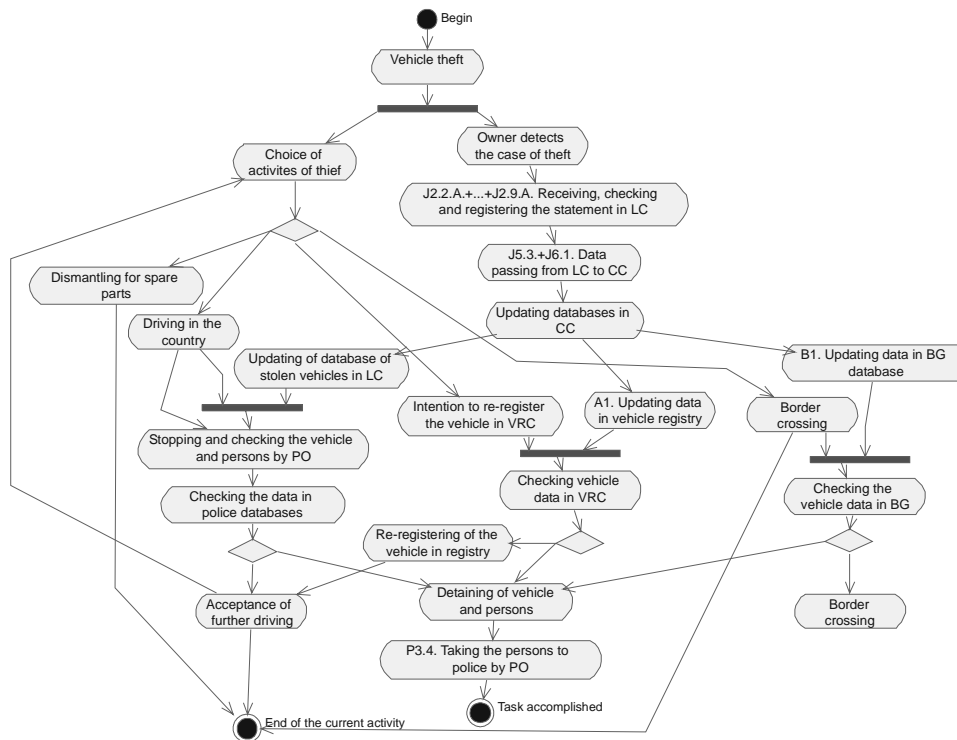 Begin
Vehicle theft
Owner detects
the case of theft
Choice of
activites of thief
J2.2.A.+...+J2.9.A. Receiving, checking
and registering the statement in LC
J5.3.+J6.1. Data
passing from LC to CC
Dismantling for spare
parts
Updating databases in
CC
Driving in the
country
Updating of database of
stolen vehicles in LC
B1. Updating data in BG
database
Intention to re-register
the vehicle in VRC
A1. Updating data
in vehicle registry
Border
crossing
Stopping and checking the vehicle
and persons by PO
Checking vehicle
data in VRC
Checking the
vehicle data in BG
Checking the data in
police databases
Re-registering of the
vehicle in registry
Acceptance of
further driving
Detaining of vehicle
and persons
Border
crossing
P3.4. Taking the persons to
police by PO
Task accomplished
End of the current activity